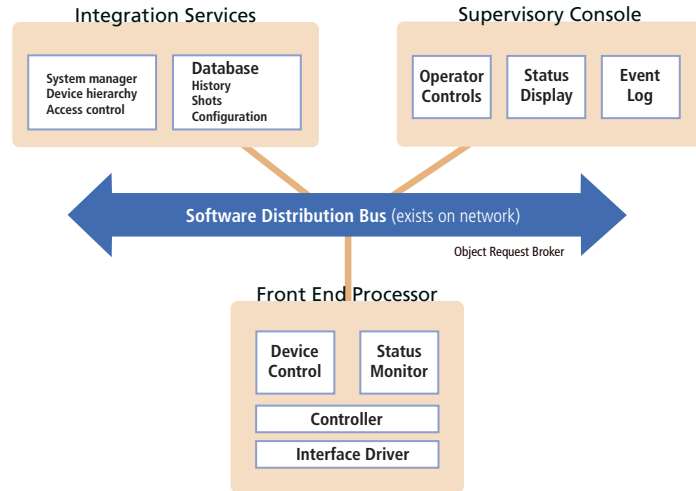 Integration Services
System manager
Device hierarchy
Access control
Database
History
Shots
Configuration
Supervisory Console
Operator
Controls
Status
Display
Event
Log
Software Distribution Bus (exists on network)
Object Request Broker
Front End Processor
Device
Control
Status
Monitor
Controller
Interface Driver